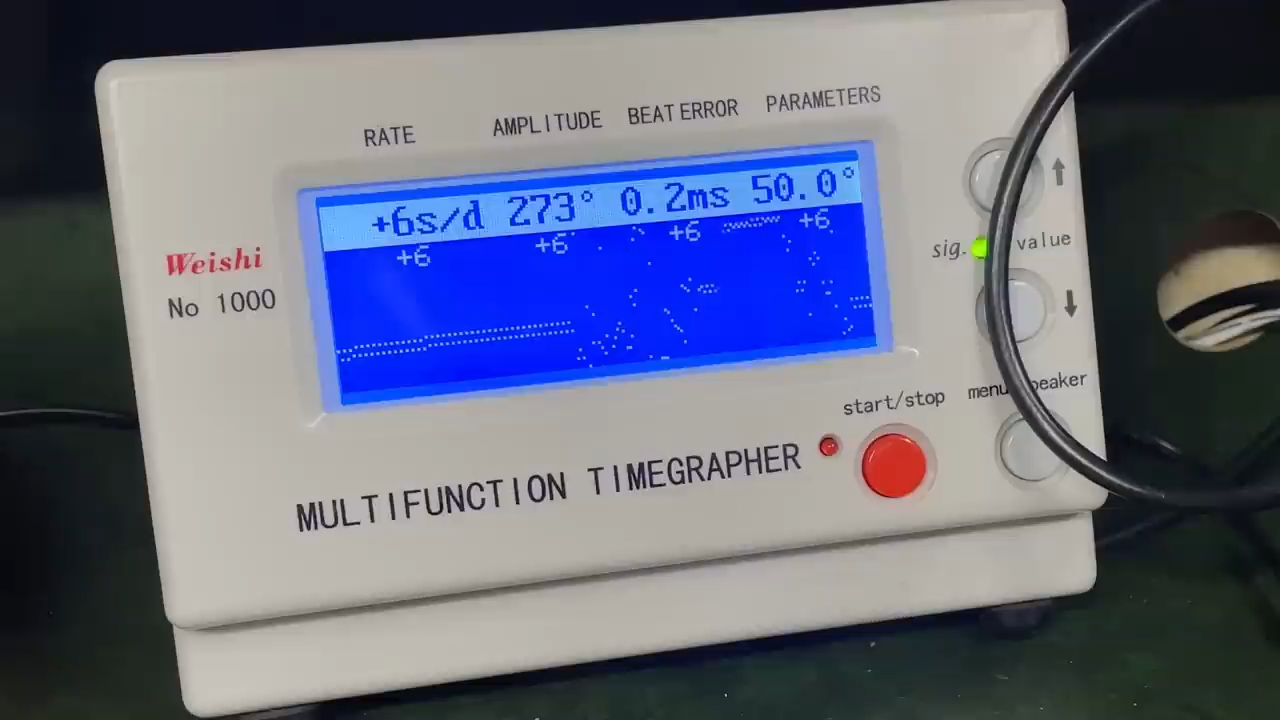 RATE AMPLITUDE BEAT ERROR PARAMETERS
+6s/d 273° 0.2ms 50.0°
+6 +6 +6 +6
Weishi
No 1000
sig. value
start/stop menu
MULTIFUNCTION TIMEGRAPHER